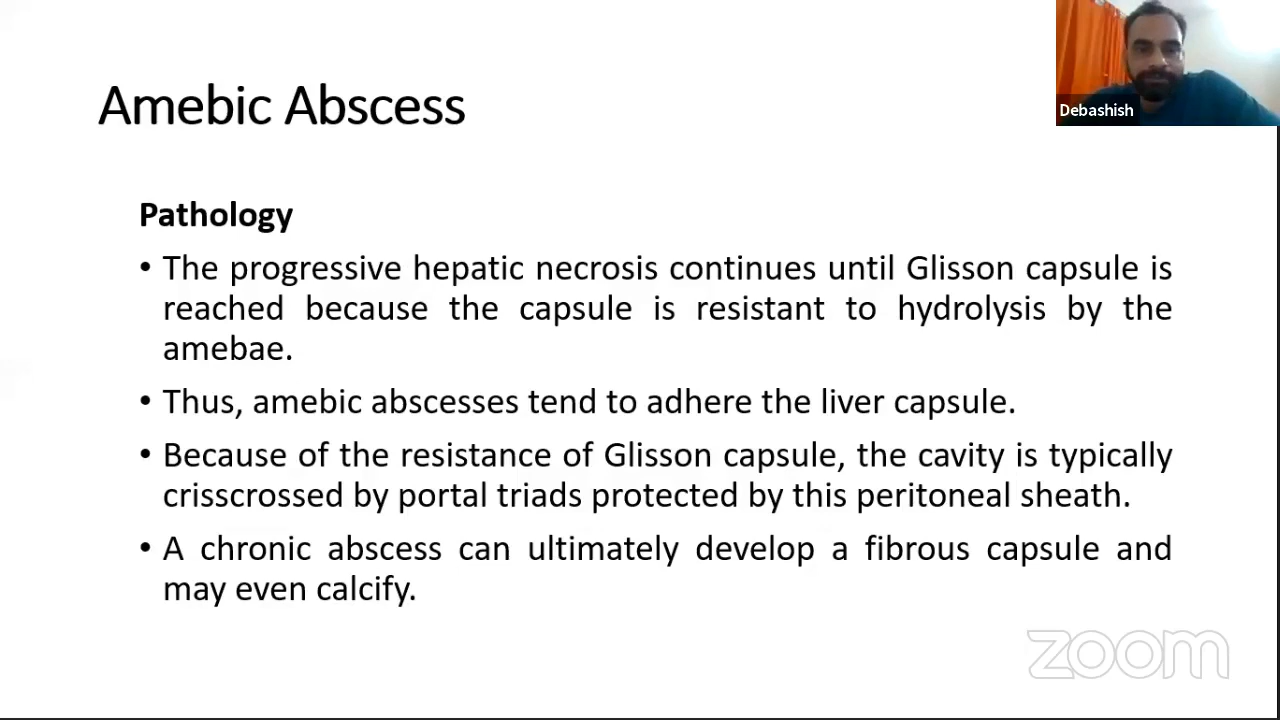 Amebic Abscess
Debashish
Pathology
• The progressive hepatic necrosis continues until Glisson capsule is
reached because the capsule is resistant to hydrolysis by the
amebae.
• Thus, amebic abscesses tend to adhere the liver capsule.
• Because of the resistance of Glisson capsule, the cavity is typically
crisscrossed by portal triads protected by this peritoneal sheath.
• A chronic abscess can ultimately develop a fibrous capsule and
may even calcify.
zoom